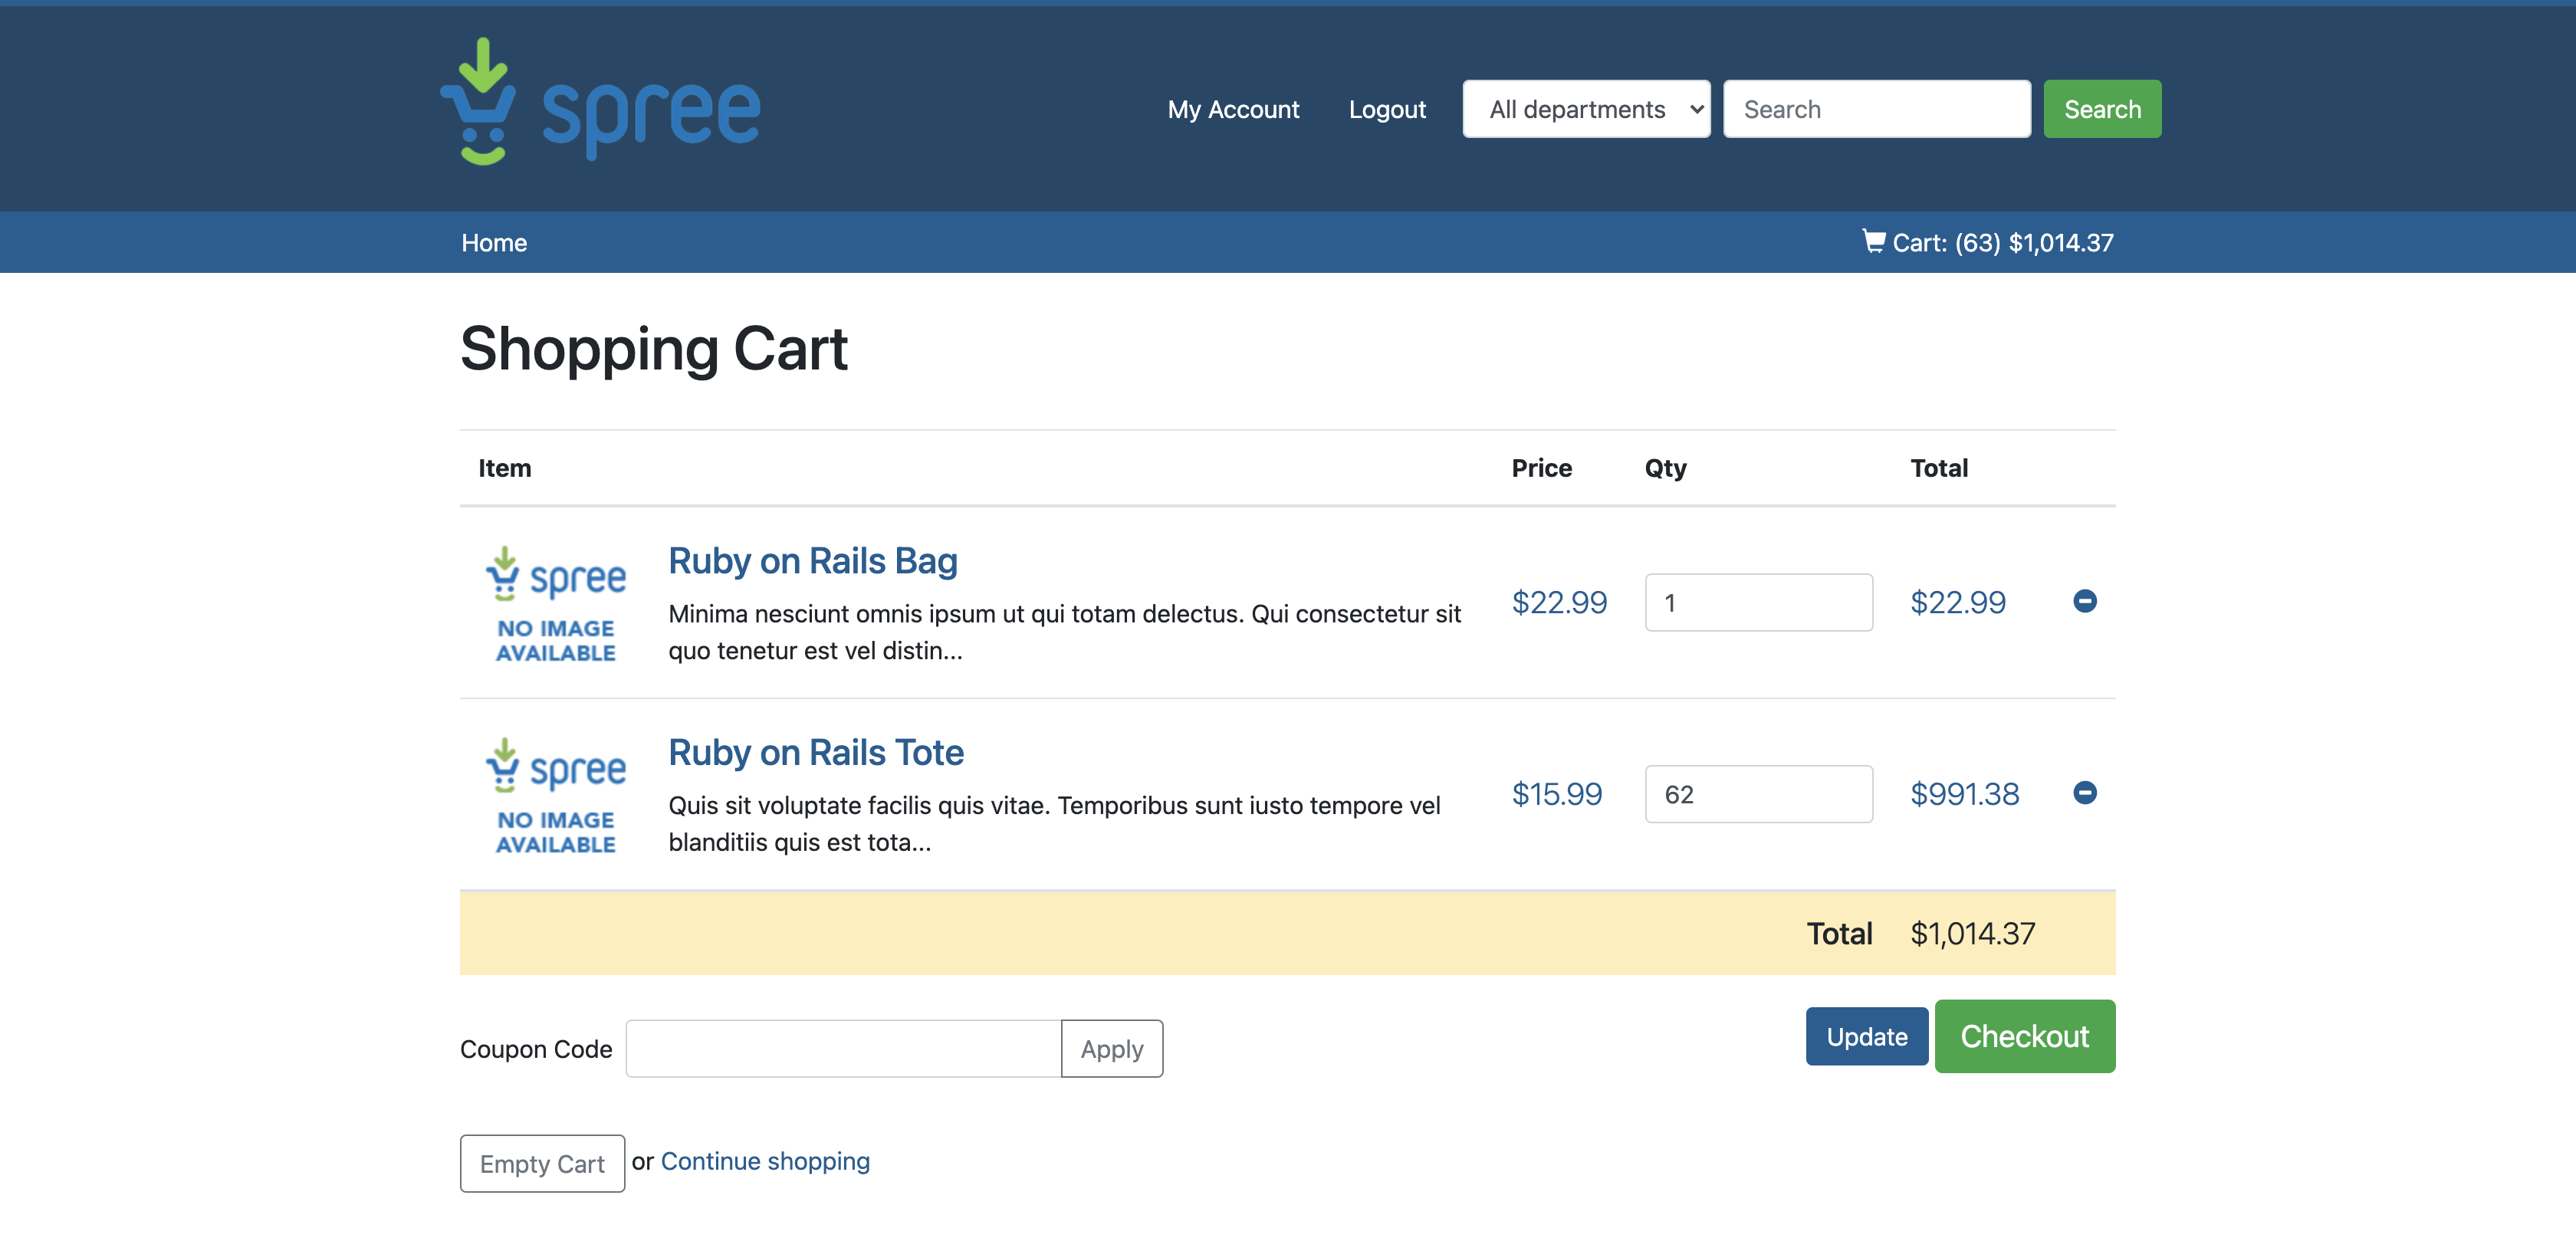 spree
My Account Logout All departments Search Search
Home Cart: (63) $1,014.37
Shopping Cart
Item Price Qty Total
spree
NO IMAGE
AVAILABLE
Ruby on Rails Bag
Minima nesciunt omnis ipsum ut qui totam delectus. Qui consectetur sit
quo tenetur est vel distin...
$22.99 1 $22.99
spree
NO IMAGE
AVAILABLE
Ruby on Rails Tote
Quis sit voluptate facilis quis vitae. Temporibus sunt iusto tempore vel
blanditiis quis est tota...
$15.99 62 $991.38
Total $1,014.37
Coupon Code Apply
Update Checkout
Empty Cart or Continue shopping